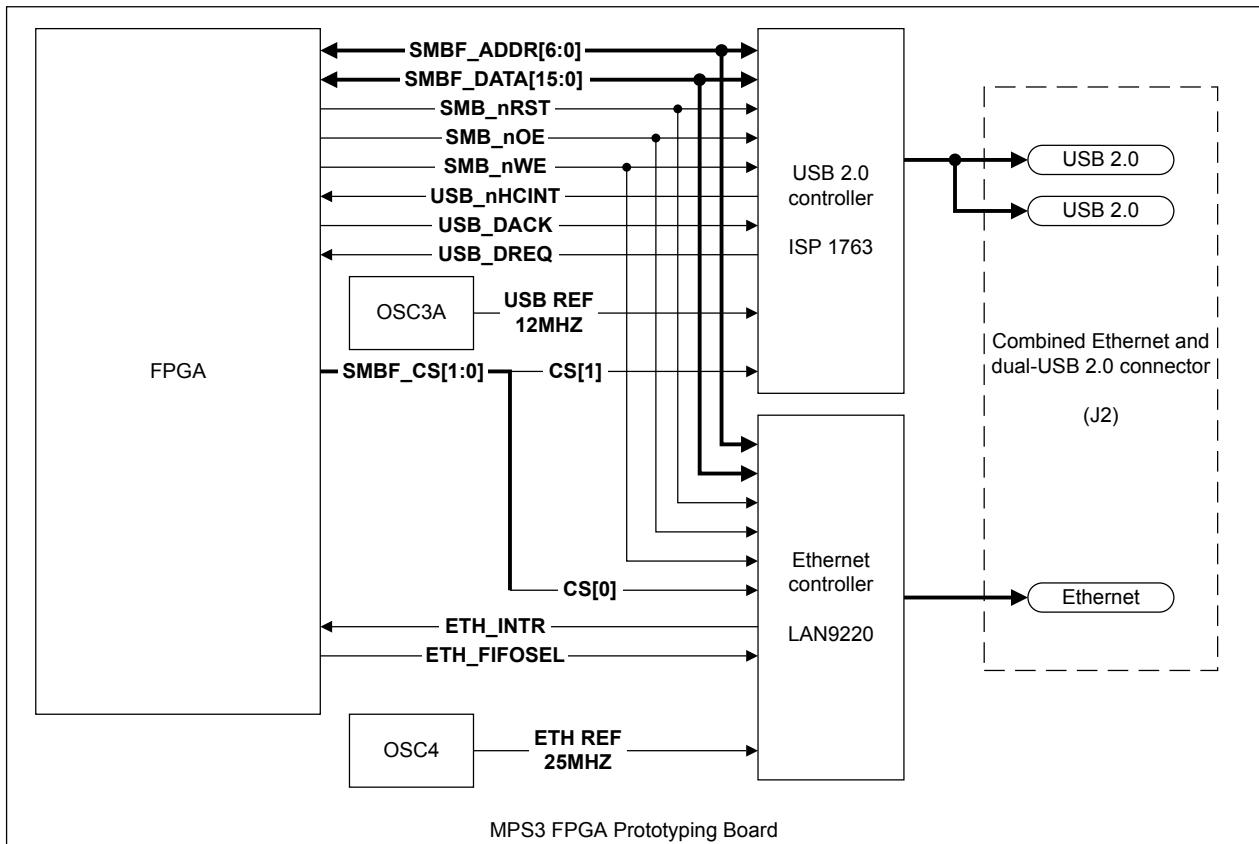 SMBF_ADDR[6:0]
SMBF_DATA[15:0]
SMB_nRST
SMB_nOE
SMB_nWE
USB_nHCINT
USB_DACK
USB_DREQ
OSC3A
USB REF
12MHZ
FPGA
SMBF_CS[1:0]
CS[1]
USB 2.0
controller
ISP 1763
USB 2.0
USB 2.0
Combined Ethernet and
dual-USB 2.0 connector
(J2)
CS[0]
ETH_INTR
ETH_FIFOSEL
Ethernet
controller
LAN9220
Ethernet
OSC4
ETH REF
25MHZ
MPS3 FPGA Prototyping Board